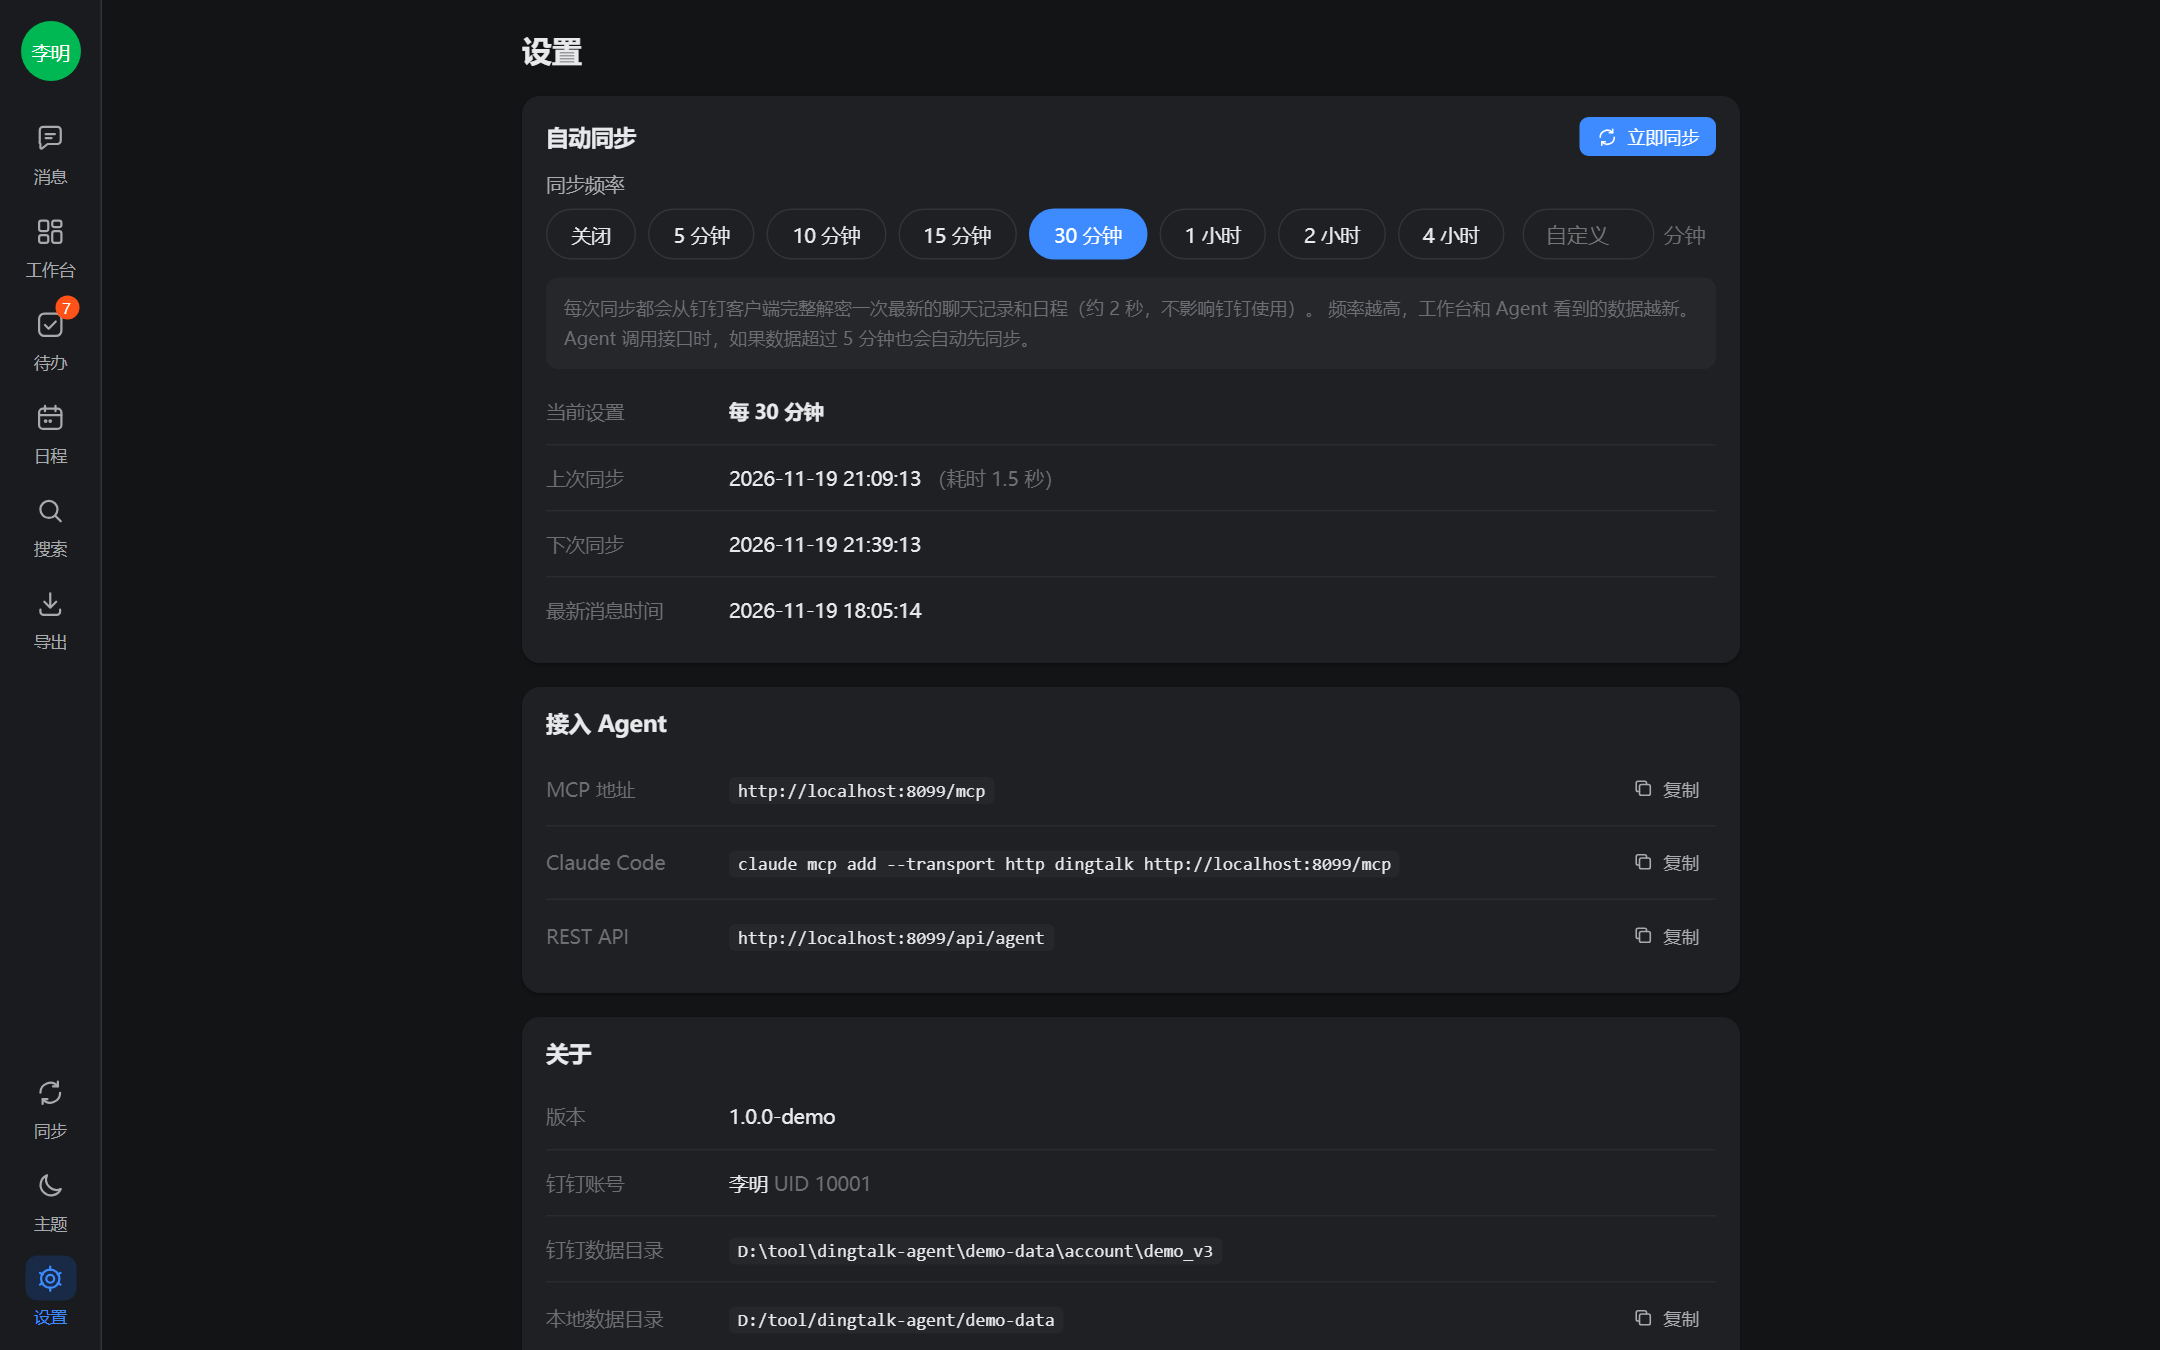 李明
消息
工作台
7
待办
日程
搜索
导出
同步
主题
设置
设置
自动同步
立即同步
同步频率
关闭
5 分钟
10 分钟
15 分钟
30 分钟
1 小时
2 小时
4 小时
自定义
分钟
每次同步都会从钉钉客户端完整解密一次最新的聊天记录和日程（约 2 秒，不影响钉钉使用）。 频率越高，工作台和 Agent 看到的数据越新。
Agent 调用接口时，如果数据超过 5 分钟也会自动先同步。
当前设置
每 30 分钟
上次同步
2026-11-19 21:09:13 (耗时 1.5 秒)
下次同步
2026-11-19 21:39:13
最新消息时间
2026-11-19 18:05:14
接入 Agent
MCP 地址
http://localhost:8099/mcp
复制
Claude Code
claude mcp add --transport http dingtalk http://localhost:8099/mcp
复制
REST API
http://localhost:8099/api/agent
复制
关于
版本
1.0.0-demo
钉钉账号
李明 UID 10001
钉钉数据目录
D:\tool\dingtalk-agent\demo-data\account\demo_v3
本地数据目录
D:/tool/dingtalk-agent/demo-data
复制